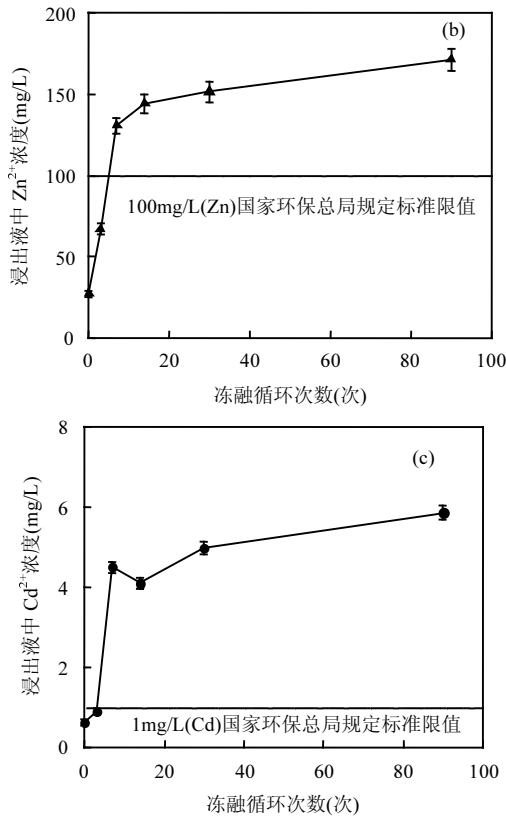 200
(b)
150
100
100mg/L(Zn)国家环保总局规定标准限值
50
0
浸出液中 Zn²⁺浓度(mg/L)
0 20 40 60 80 100
冻融循环次数(次)
8
(c)
6
4
2
1mg/L(Cd)国家环保总局规定标准限值
0
浸出液中 Cd²⁺浓度(mg/L)
0 20 40 60 80 100
冻融循环次数(次)